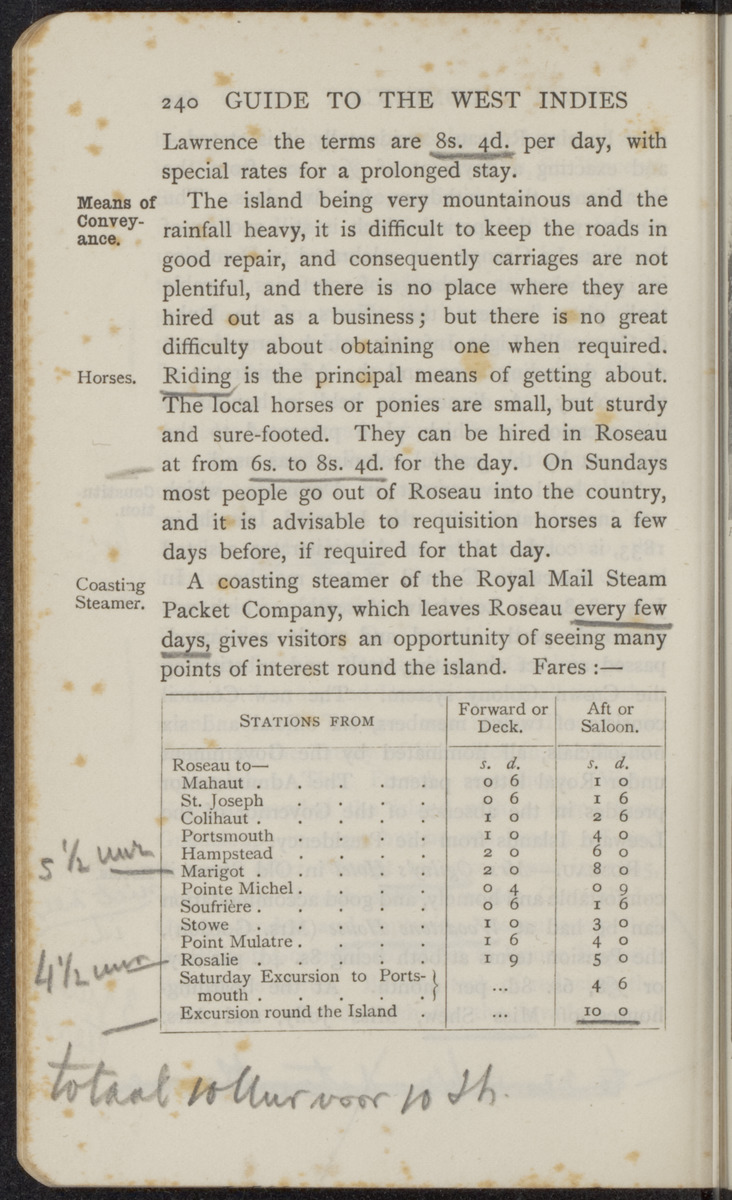 240 GUIDE TO THE WEST INDIES
Lawrence the terms are 8s. 4d. per day, with
special rates for a prolonged stay.
Means of
Convey-
ance.
The island being very mountainous and the
rainfall heavy, it is difficult to keep the roads in
good repair, and consequently carriages are not
plentiful, and there is no place where they are
hired out as a business; but there is no great
difficulty about obtaining one when required.
Horses.
Riding is the principal means of getting about.
The local horses or ponies are small, but sturdy
and sure-footed. They can be hired in Roseau
at from 6s. to 8s. 4d. for the day. On Sundays
most people go out of Roseau into the country,
and it is advisable to requisition horses a few
days before, if required for that day.
Coasting
Steamer.
A coasting steamer of the Royal Mail Steam
Packet Company, which leaves Roseau every few
days, gives visitors an opportunity of seeing many
points of interest round the island. Fares :—
STATIONS FROM Forward or Deck. Aft or Saloon.
Roseau to— s. d. s. d.
Mahaut . . . . . 0 6 1 0
St. Joseph . . . . 0 6 1 6
Colihaut . . . . . 1 0 2 6
Portsmouth . . . . 1 0 4 0
Hampstead . . . . 2 0 6 0
5 1/2 uur
Marigot . . . . . 2 0 8 0
Pointe Michel . . . . 0 4 0 9
Soufrière . . . . . 0 6 1 6
Stowe . . . . . 1 0 3 0
Point Mulatre . . . . 1 6 4 0
4 1/2 uur
Rosalie . . . . . 1 9 5 0
Saturday Excursion to Ports-
mouth . . . . . } ... 4 6
Excursion round the Island . ... 10 0
totaal 10 Uur voor 10 Sh.